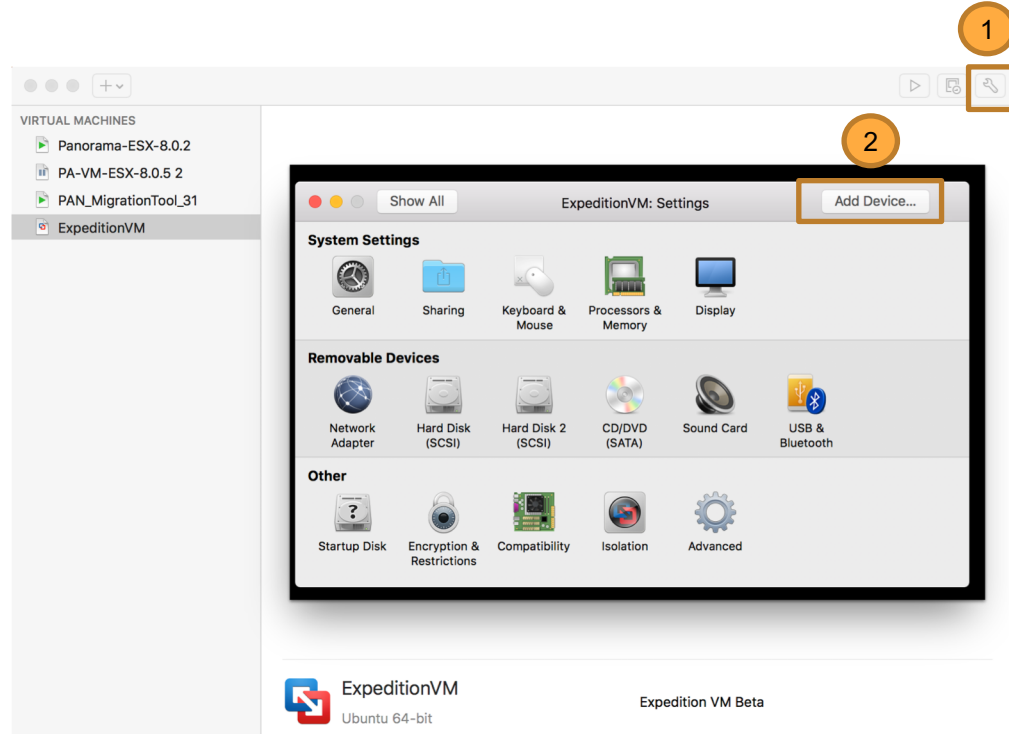 1
VIRTUAL MACHINES
Panorama-ESX-8.0.2
PA-VM-ESX-8.0.5 2
PAN_MigrationTool_31
ExpeditionVM
2
Show All
ExpeditionVM: Settings
Add Device...
System Settings
General
Sharing
Keyboard &
Mouse
Processors &
Memory
Display
Removable Devices
Network
Adapter
Hard Disk
(SCSI)
Hard Disk 2
(SCSI)
CD/DVD
(SATA)
Sound Card
USB &
Bluetooth
Other
?
Startup Disk
Encryption &
Restrictions
Compatibility
Isolation
Advanced
ExpeditionVM
Ubuntu 64-bit
Expedition VM Beta